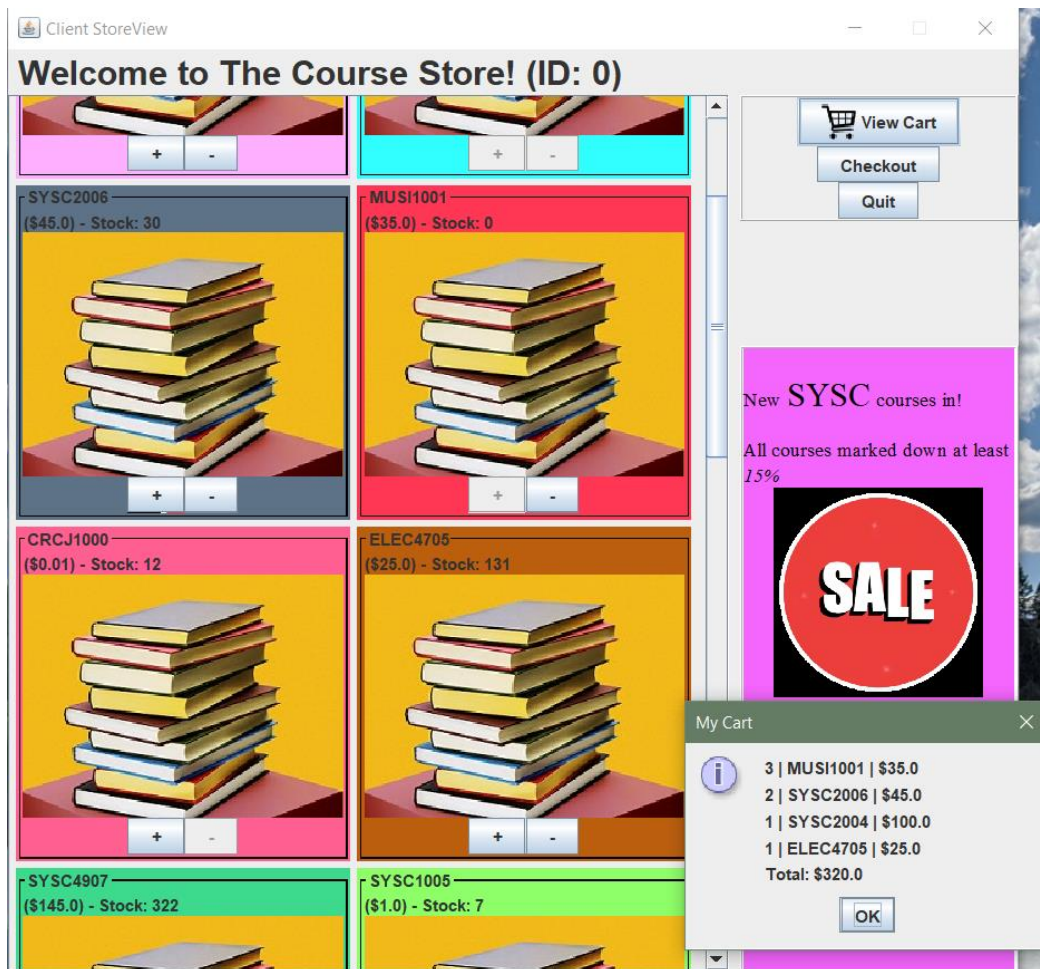 Client StoreView
Welcome to The Course Store! (ID: 0)
+ -
+ -
SYSC2006
($45.0) - Stock: 30
+ -
MUSI1001
($35.0) - Stock: 0
+ -
CRCJ1000
($0.01) - Stock: 12
+ -
ELEC4705
($25.0) - Stock: 131
+ -
SYSC4907
($145.0) - Stock: 322
SYSC1005
($1.0) - Stock: 7
View Cart
Checkout
Quit
New SYSC courses in!
All courses marked down at least
15%
SALE
My Cart
3 | MUSI1001 | $35.0
2 | SYSC2006 | $45.0
1 | SYSC2004 | $100.0
1 | ELEC4705 | $25.0
Total: $320.0
OK